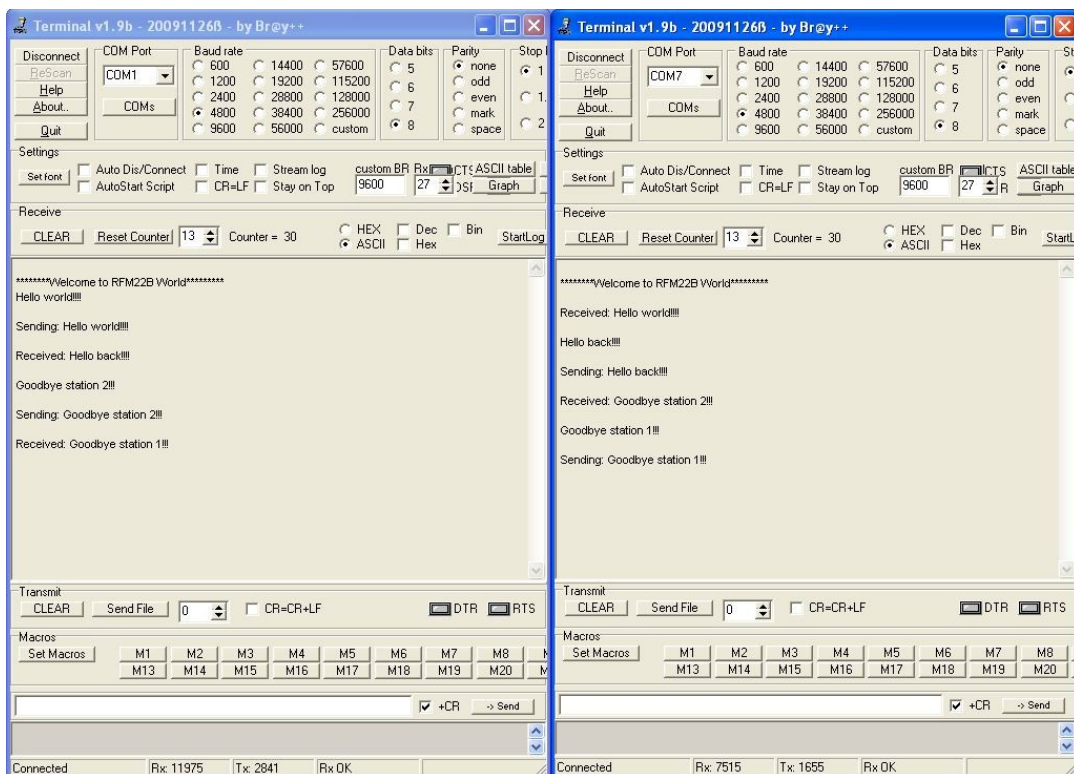 Terminal v1.9b - 20091126ß - by Br@y++
Disconnect
ReScan
Help
About..
Quit
COM Port
COM1
COMs
Baud rate
600 14400 57600
1200 19200 115200
2400 28800 128000
4800 38400 256000
9600 56000 custom
Data bits
5
6
7
8
Parity
none
odd
even
mark
space
Stop
1
1.
2
Settings
Set font
Auto Dis/Connect Time Stream log
AutoStart Script CR=LF Stay on Top
custom BR Rx
9600 27
CTS ASCII table
Graph
Receive
CLEAR Reset Counter 13 Counter = 30
HEX Dec Bin
ASCII Hex
StartLog
********Welcome to RFM22B World*********
Hello world!!!!
Sending: Hello world!!!!
Received: Hello back!!!!
Goodbye station 2!!!
Sending: Goodbye station 2!!!
Received: Goodbye station 1!!!
Transmit
CLEAR Send File 0 CR=CR+LF DTR RTS
Macros
Set Macros M1 M2 M3 M4 M5 M6 M7 M8
M13 M14 M15 M16 M17 M18 M19 M20
+CR -> Send
Connected Rx: 11975 Tx: 2841 Rx OK
Terminal v1.9b - 20091126ß - by Br@y++
Disconnect
ReScan
Help
About..
Quit
COM Port
COM7
COMs
Baud rate
600 14400 57600
1200 19200 115200
2400 28800 128000
4800 38400 256000
9600 56000 custom
Data bits
5
6
7
8
Parity
none
odd
even
mark
space
Settings
Set font
Auto Dis/Connect Time Stream log
AutoStart Script CR=LF Stay on Top
custom BR
9600 27
CTS ASCII table
R Graph
Receive
CLEAR Reset Counter 13 Counter = 30
HEX Dec Bin
ASCII Hex
StartL
********Welcome to RFM22B World*********
Received: Hello world!!!!
Hello back!!!!
Sending: Hello back!!!!
Received: Goodbye station 2!!!
Goodbye station 1!!!
Sending: Goodbye station 1!!!
Transmit
CLEAR Send File 0 CR=CR+LF DTR RTS
Macros
Set Macros M1 M2 M3 M4 M5 M6 M7 M8
M13 M14 M15 M16 M17 M18 M19 M20
+CR -> Send
Connected Rx: 7515 Tx: 1655 Rx OK